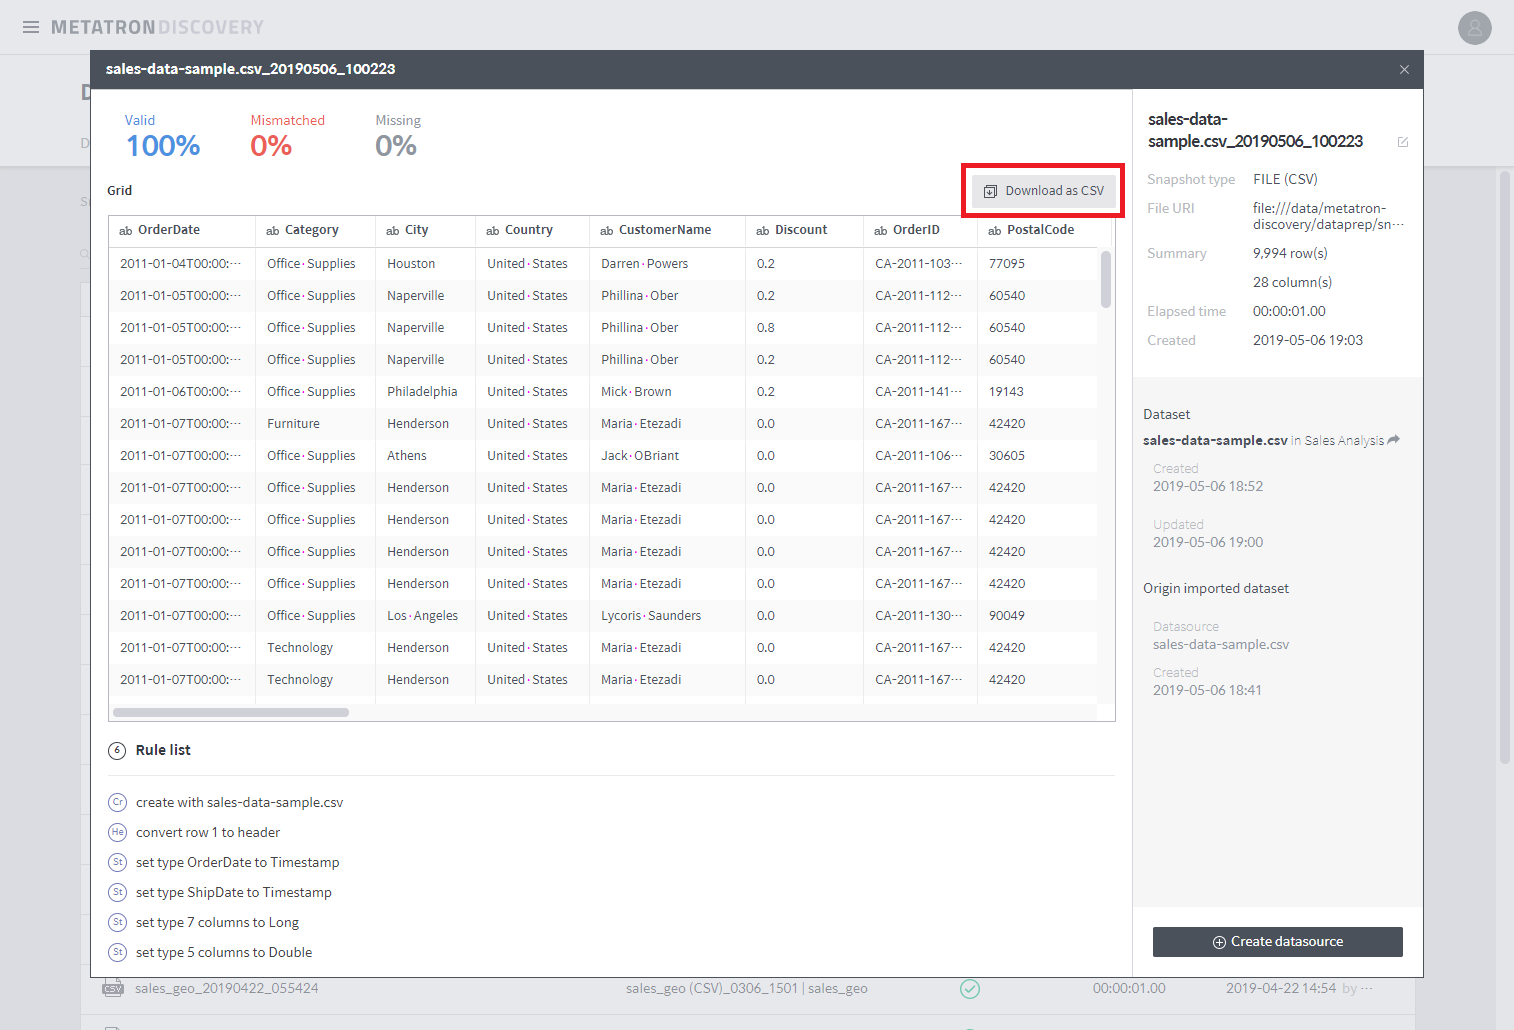 METATRON DISCOVERY
sales-data-sample.csv_20190506_100223
Valid Mismatched Missing
100% 0% 0%
Grid
Download as CSV
ab OrderDate ab Category ab City ab Country ab CustomerName ab Discount ab OrderID ab PostalCode
2011-01-04T00:00:··· Office·Supplies Houston United·States Darren·Powers 0.2 CA-2011-103··· 77095
2011-01-05T00:00:··· Office·Supplies Naperville United·States Phillina·Ober 0.2 CA-2011-112··· 60540
2011-01-05T00:00:··· Office·Supplies Naperville United·States Phillina·Ober 0.8 CA-2011-112··· 60540
2011-01-05T00:00:··· Office·Supplies Naperville United·States Phillina·Ober 0.2 CA-2011-112··· 60540
2011-01-06T00:00:··· Office·Supplies Philadelphia United·States Mick·Brown 0.2 CA-2011-141··· 19143
2011-01-07T00:00:··· Furniture Henderson United·States Maria·Etezadi 0.0 CA-2011-167··· 42420
2011-01-07T00:00:··· Office·Supplies Athens United·States Jack·OBriant 0.0 CA-2011-106··· 30605
2011-01-07T00:00:··· Office·Supplies Henderson United·States Maria·Etezadi 0.0 CA-2011-167··· 42420
2011-01-07T00:00:··· Office·Supplies Henderson United·States Maria·Etezadi 0.0 CA-2011-167··· 42420
2011-01-07T00:00:··· Office·Supplies Henderson United·States Maria·Etezadi 0.0 CA-2011-167··· 42420
2011-01-07T00:00:··· Office·Supplies Henderson United·States Maria·Etezadi 0.0 CA-2011-167··· 42420
2011-01-07T00:00:··· Office·Supplies Los·Angeles United·States Lycoris·Saunders 0.0 CA-2011-130··· 90049
2011-01-07T00:00:··· Technology Henderson United·States Maria·Etezadi 0.0 CA-2011-167··· 42420
2011-01-07T00:00:··· Technology Henderson United·States Maria·Etezadi 0.0 CA-2011-167··· 42420
6 Rule list
Cr create with sales-data-sample.csv
He convert row 1 to header
St set type OrderDate to Timestamp
St set type ShipDate to Timestamp
St set type 7 columns to Long
St set type 5 columns to Double
sales-data-
sample.csv_20190506_100223
Snapshot type FILE (CSV)
File URI file:///data/metatron-
discovery/dataprep/sn···
Summary 9,994 row(s)
28 column(s)
Elapsed time 00:00:01.00
Created 2019-05-06 19:03
Dataset
sales-data-sample.csv in Sales Analysis
Created
2019-05-06 18:52
Updated
2019-05-06 19:00
Origin imported dataset
Datasource
sales-data-sample.csv
Created
2019-05-06 18:41
Create datasource
CSV sales_geo_20190422_055424 sales_geo (CSV)_0306_1501 | sales_geo 00:00:01.00 2019-04-22 14:54 by ···